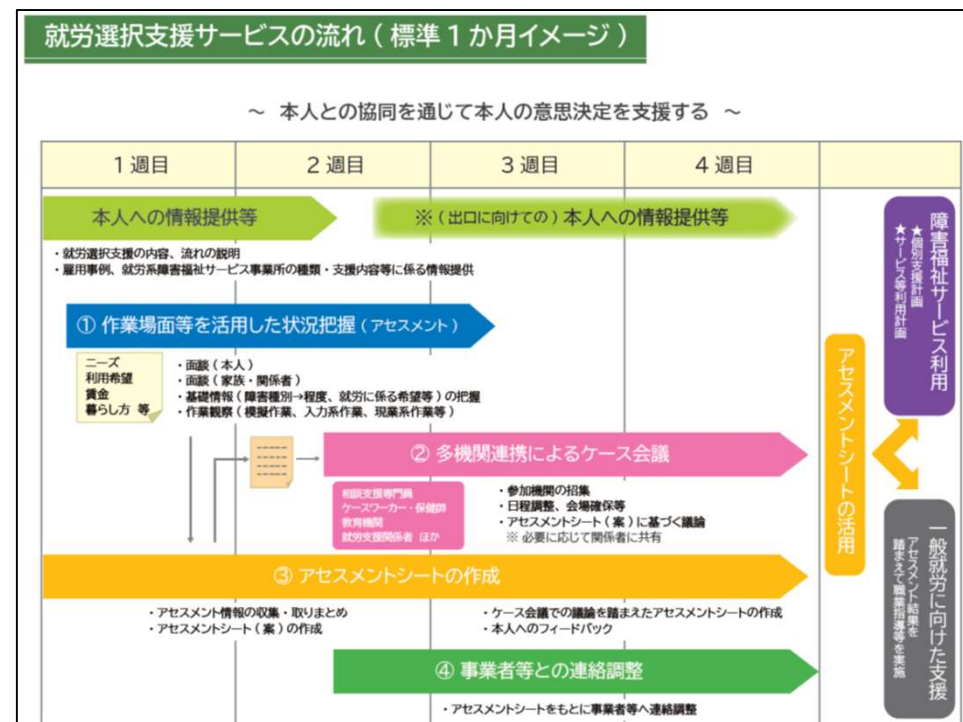 就労選択支援サービスの流れ(標準1か月イメージ)
～ 本人との協同を通じて本人の意思決定を支援する ～
1週目
2週目
3週目
4週目
本人への情報提供等
※(出口に向けての)本人への情報提供等
・就労選択支援の内容、流れの説明
・雇用事例、就労系障害福祉サービス事業所の種類・支援内容等に係る情報提供
① 作業場面等を活用した状況把握(アセスメント)
ニーズ
利用希望
賃金
暮らし方 等
・面談(本人)
・面談(家族・関係者)
・基礎情報(障害種別→程度、就労に係る希望等)の把握
・作業観察(模擬作業、入力系作業、現業系作業等)
② 多機関連携によるケース会議
相談支援専門員
ケースワーカー・保健師
教育機関
就労支援関係者 ほか
・参加機関の招集
・日程調整、会場確保等
・アセスメントシート(案)に基づく議論
※ 必要に応じて関係者に共有
③ アセスメントシートの作成
・アセスメント情報の収集・取りまとめ
・アセスメントシート(案)の作成
・ケース会議での議論を踏まえたアセスメントシートの作成
・本人へのフィードバック
④ 事業者等との連絡調整
・アセスメントシートをもとに事業者等へ連絡調整
アセスメントシートの活用
障害福祉サービス利用
★個別支援計画
★サービス等利用計画
一般就労に向けた支援
アセスメント結果を
踏まえて職業指導等を実施